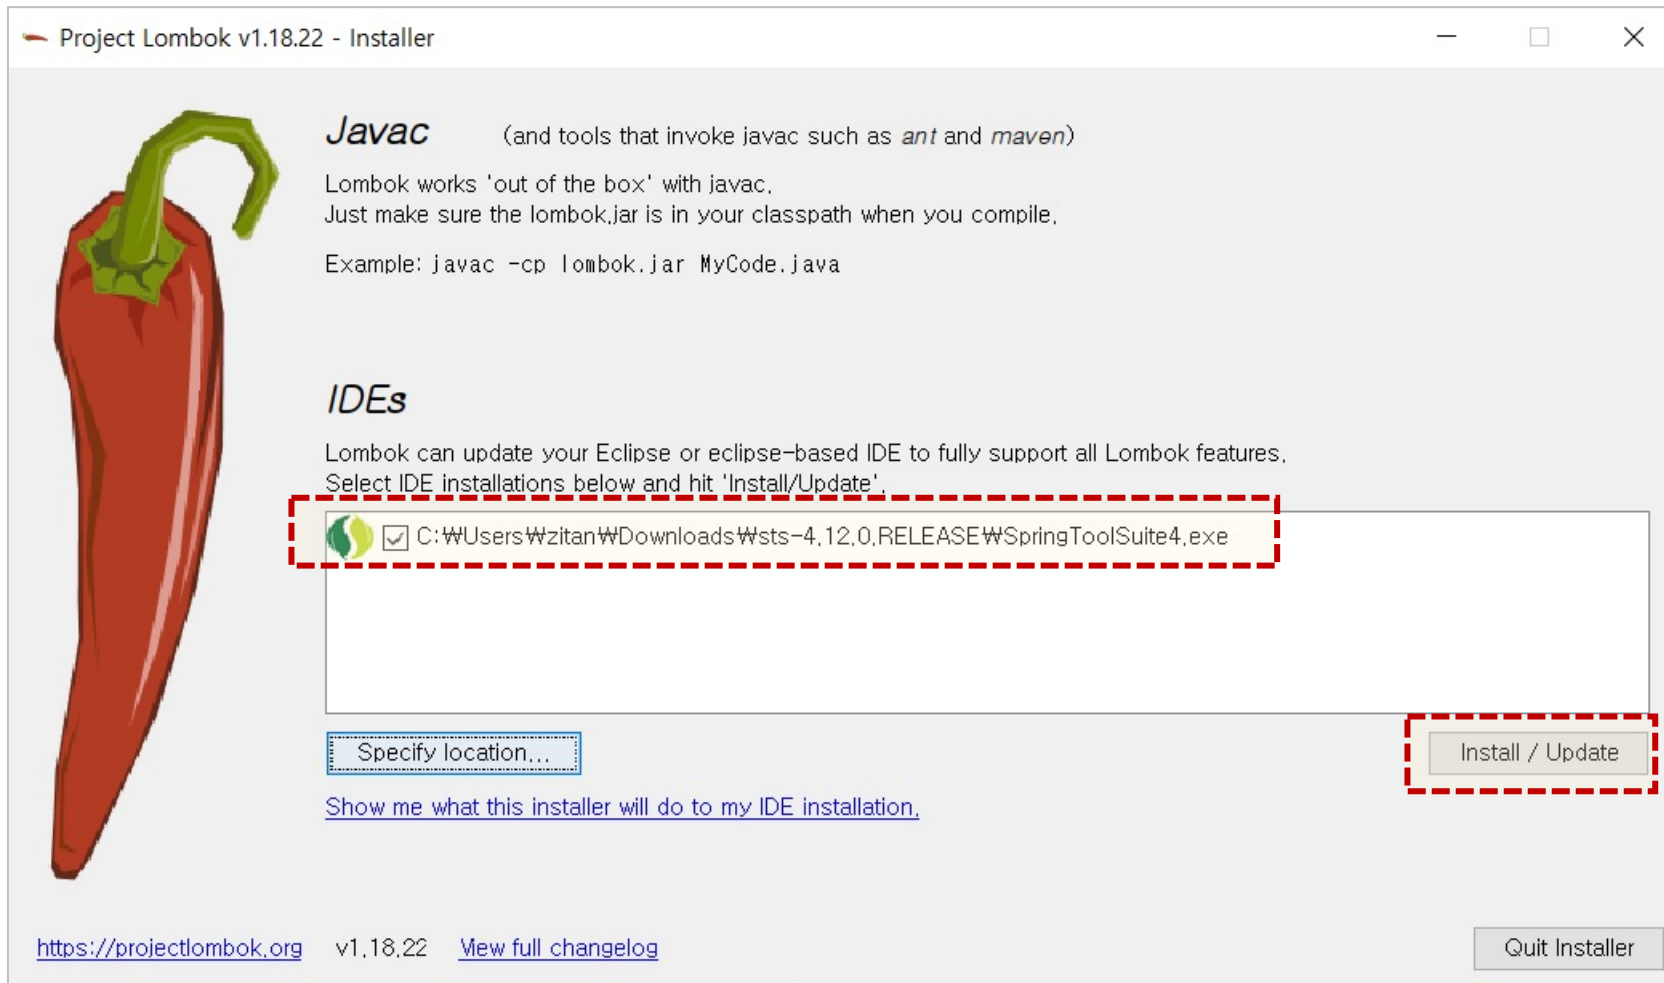 Project Lombok v1.18.22 - Installer
Javac (and tools that invoke javac such as ant and maven)
Lombok works 'out of the box' with javac.
Just make sure the lombok.jar is in your classpath when you compile.
Example: javac -cp lombok.jar MyCode.java
IDEs
Lombok can update your Eclipse or eclipse-based IDE to fully support all Lombok features.
Select IDE installations below and hit 'Install/Update'.
C:₩Users₩zitan₩Downloads₩sts-4.12.0.RELEASE₩SpringToolSuite4.exe
Specify location... Install / Update
Show me what this installer will do to my IDE installation.
https://projectlombok.org v1.18.22 View full changelog Quit Installer